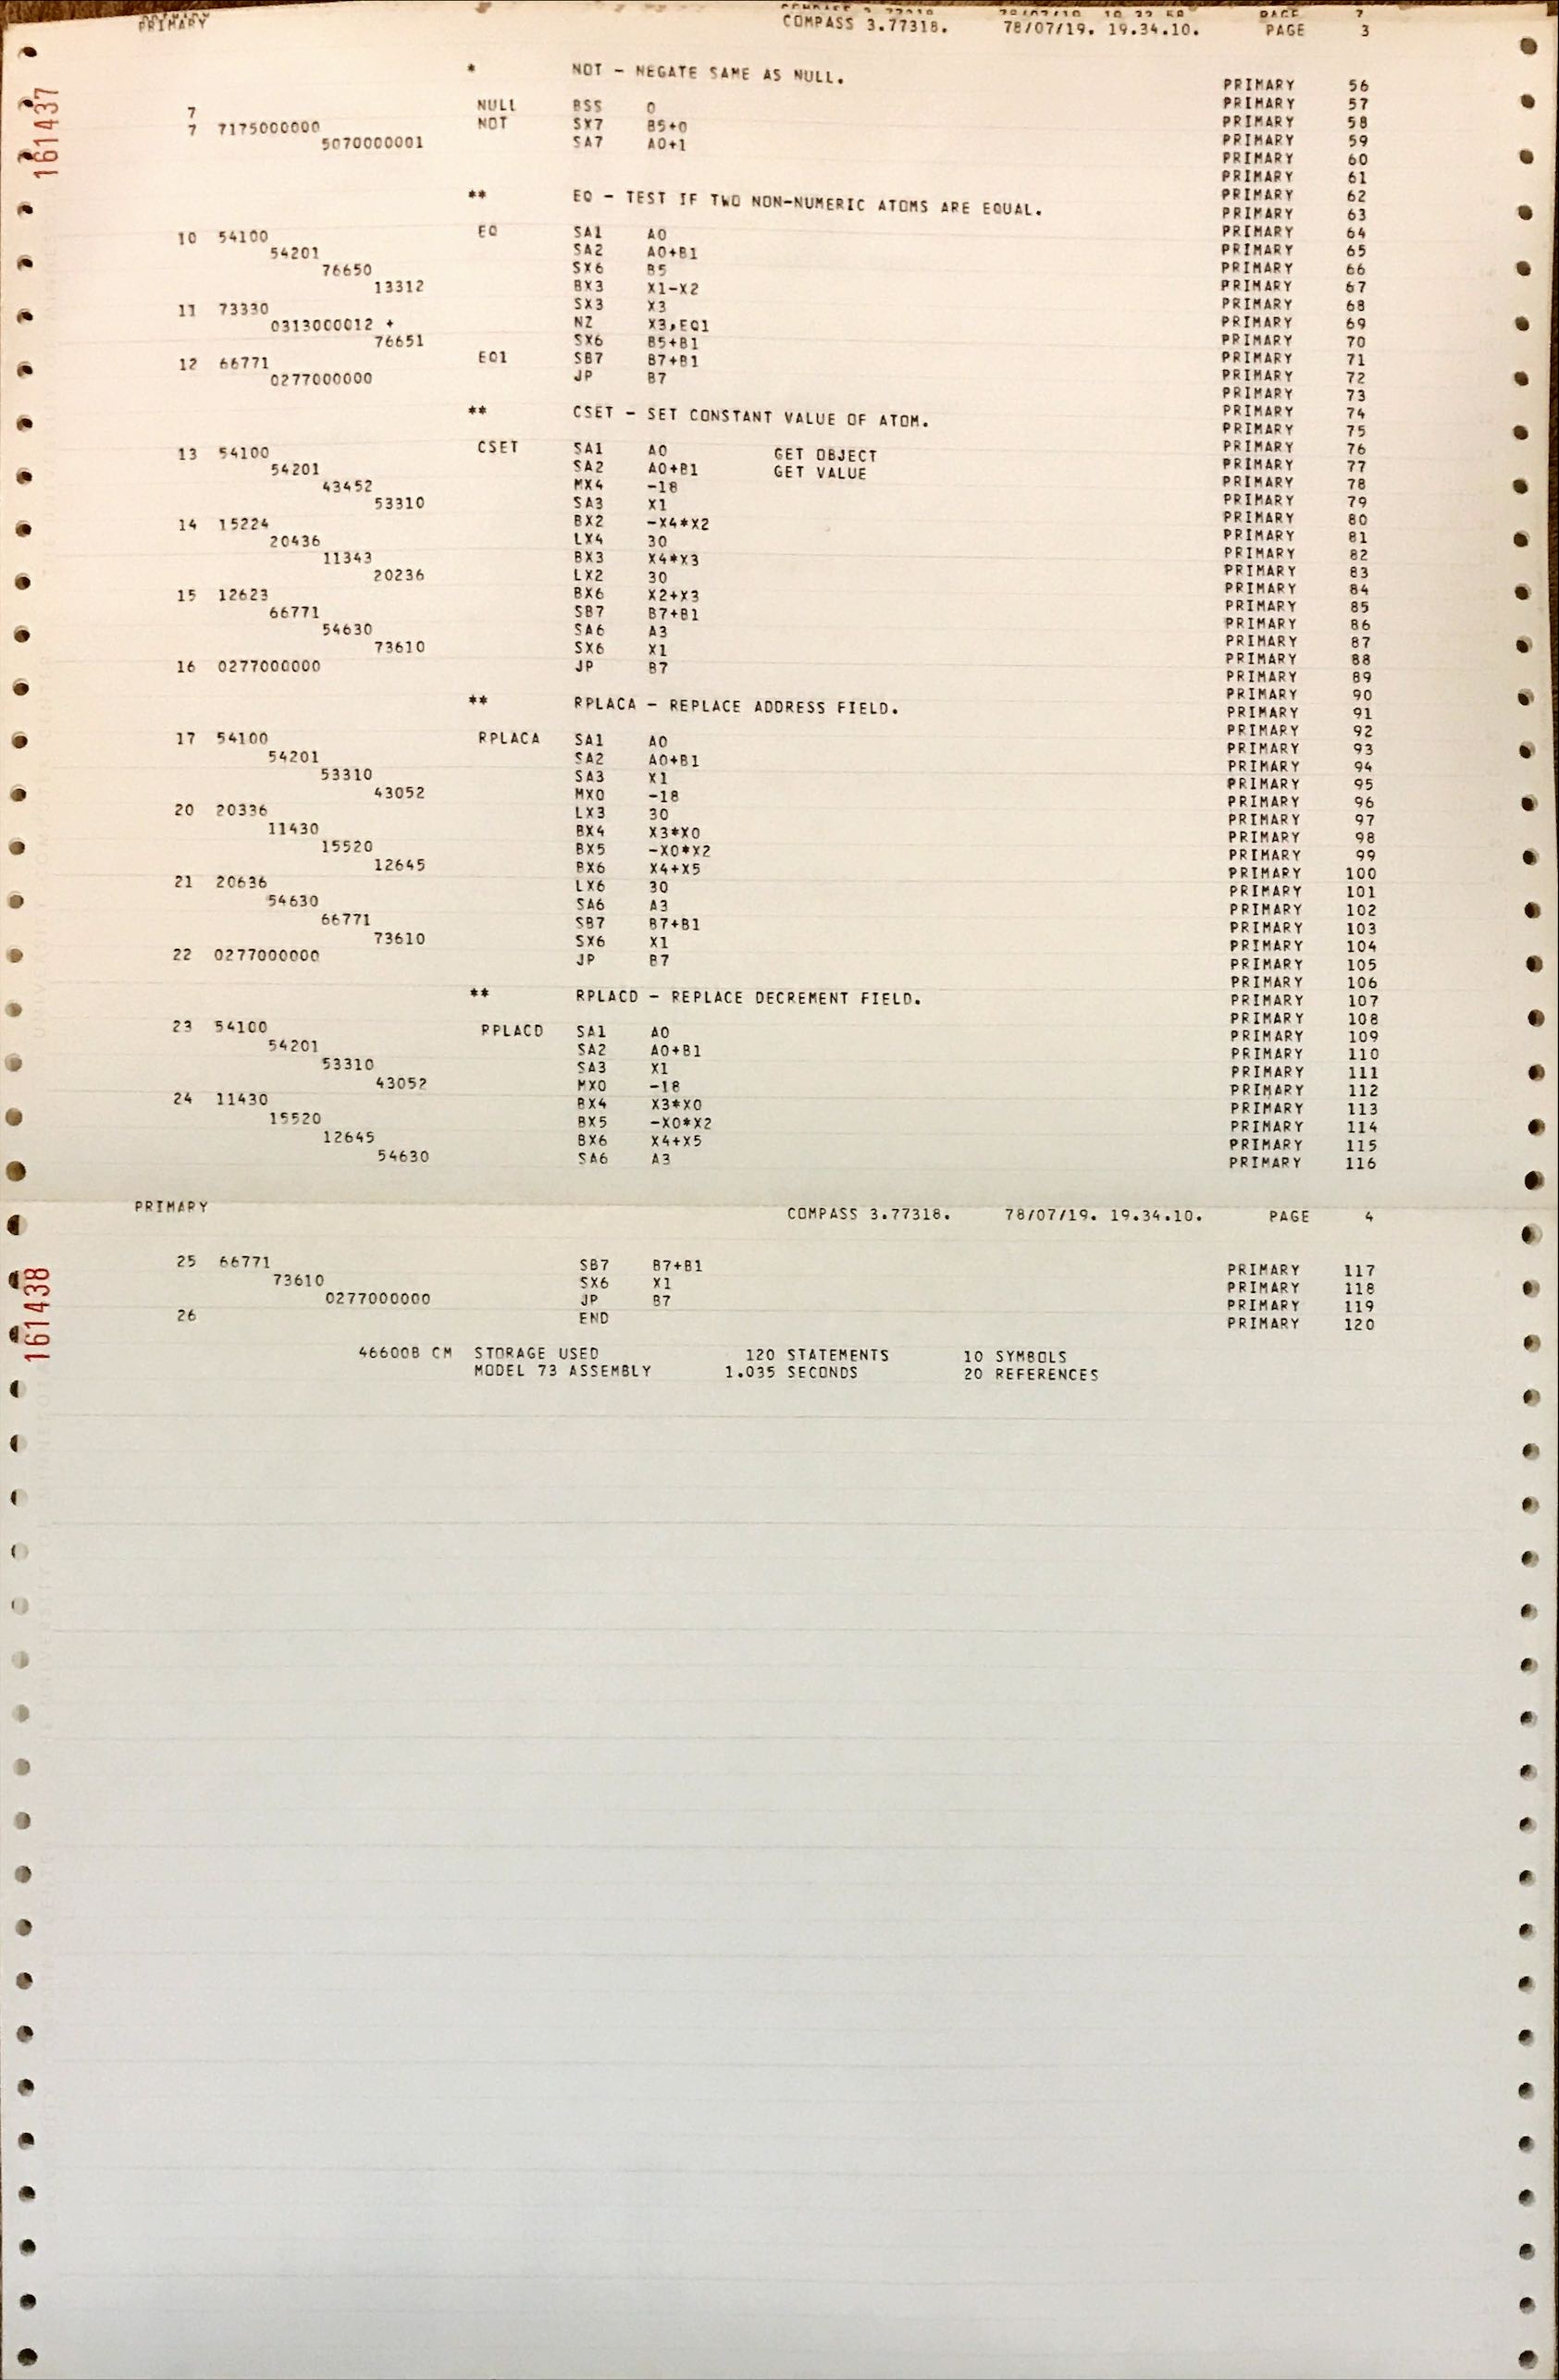 PRIMARY COMPASS 3.77318. 78/07/19. 19.34.10. PAGE 3
* NOT - NEGATE SAME AS NULL.
PRIMARY 56
7 NULL BSS 0 PRIMARY 57
7 7175000000 NOT SX7 B5+0 PRIMARY 58
5070000001 SA7 A0+1 PRIMARY 59
PRIMARY 60
PRIMARY 61
** EQ - TEST IF TWO NON-NUMERIC ATOMS ARE EQUAL. PRIMARY 62
PRIMARY 63
10 54100 EQ SA1 A0 PRIMARY 64
54201 SA2 A0+B1 PRIMARY 65
76650 SX6 B5 PRIMARY 66
13312 BX3 X1-X2 PRIMARY 67
11 73330 SX3 X3 PRIMARY 68
0313000012 + NZ X3,EQ1 PRIMARY 69
76651 SX6 B5+B1 PRIMARY 70
12 66771 EQ1 SB7 B7+B1 PRIMARY 71
0277000000 JP B7 PRIMARY 72
PRIMARY 73
** CSET - SET CONSTANT VALUE OF ATOM. PRIMARY 74
PRIMARY 75
13 54100 CSET SA1 A0 GET OBJECT PRIMARY 76
54201 SA2 A0+B1 GET VALUE PRIMARY 77
43452 MX4 -18 PRIMARY 78
53310 SA3 X1 PRIMARY 79
14 15224 BX2 -X4*X2 PRIMARY 80
20436 LX4 30 PRIMARY 81
11343 BX3 X4*X3 PRIMARY 82
20236 LX2 30 PRIMARY 83
15 12623 BX6 X2+X3 PRIMARY 84
66771 SB7 B7+B1 PRIMARY 85
54630 SA6 A3 PRIMARY 86
73610 SX6 X1 PRIMARY 87
16 0277000000 JP B7 PRIMARY 88
PRIMARY 89
** RPLACA - REPLACE ADDRESS FIELD. PRIMARY 90
PRIMARY 91
17 54100 RPLACA SA1 A0 PRIMARY 92
54201 SA2 A0+B1 PRIMARY 93
53310 SA3 X1 PRIMARY 94
43052 MX0 -18 PRIMARY 95
20 20336 LX3 30 PRIMARY 96
11430 BX4 X3*X0 PRIMARY 97
15520 BX5 -X0*X2 PRIMARY 98
12645 BX6 X4+X5 PRIMARY 99
21 20636 LX6 30 PRIMARY 100
54630 SA6 A3 PRIMARY 101
66771 SB7 B7+B1 PRIMARY 102
73610 SX6 X1 PRIMARY 103
22 0277000000 JP B7 PRIMARY 104
PRIMARY 105
PRIMARY 106
** RPLACD - REPLACE DECREMENT FIELD. PRIMARY 107
PRIMARY 108
23 54100 RPLACD SA1 A0 PRIMARY 109
54201 SA2 A0+B1 PRIMARY 110
53310 SA3 X1 PRIMARY 111
43052 MX0 -18 PRIMARY 112
24 11430 BX4 X3*X0 PRIMARY 113
15520 BX5 -X0*X2 PRIMARY 114
12645 BX6 X4+X5 PRIMARY 115
54630 SA6 A3 PRIMARY 116
161437
PRIMARY COMPASS 3.77318. 78/07/19. 19.34.10. PAGE 4
25 66771 SB7 B7+B1 PRIMARY 117
73610 SX6 X1 PRIMARY 118
0277000000 JP B7 PRIMARY 119
26 END PRIMARY 120
46600B CM STORAGE USED 120 STATEMENTS 10 SYMBOLS
MODEL 73 ASSEMBLY 1.035 SECONDS 20 REFERENCES
161438